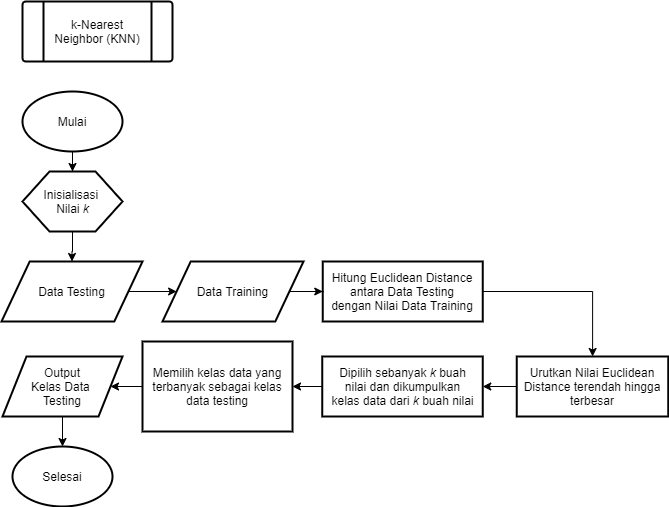 k-Nearest
Neighbor (KNN)
Mulai
Inisialisasi
Nilai k
Data Testing
Data Training
Hitung Euclidean Distance
antara Data Testing
dengan Nilai Data Training
Urutkan Nilai Euclidean
Distance terendah hingga
terbesar
Dipilih sebanyak k buah
nilai dan dikumpulkan
kelas data dari k buah nilai
Memilih kelas data yang
terbanyak sebagai kelas
data testing
Output
Kelas Data
Testing
Selesai